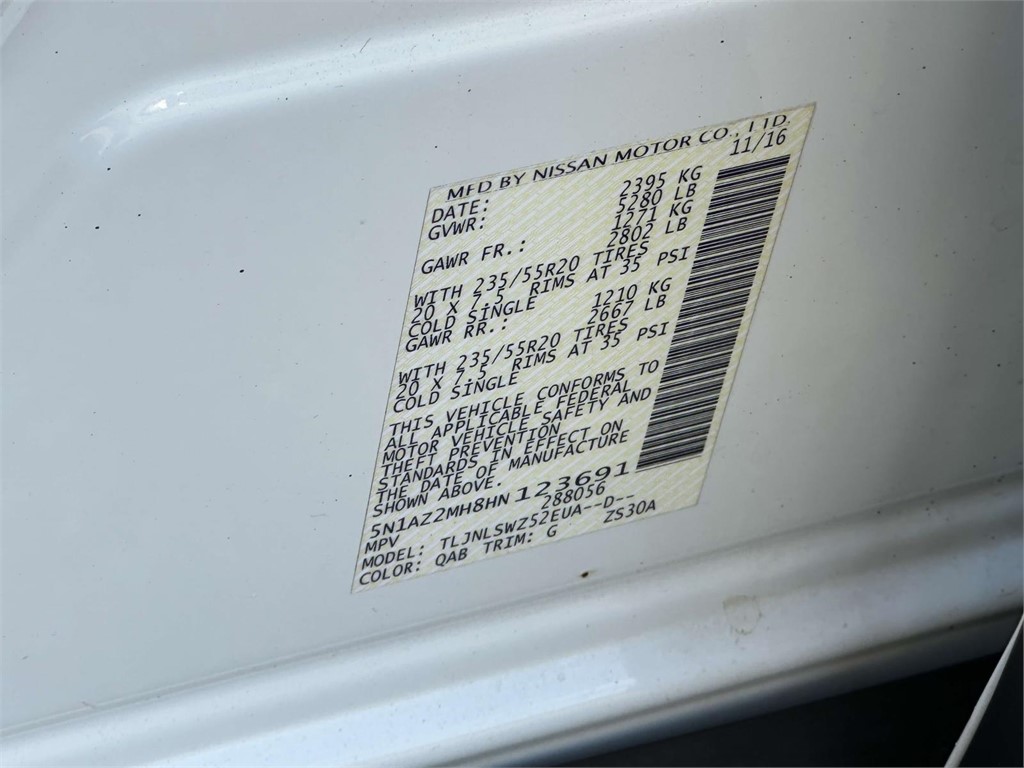 MFD BY NISSAN MOTOR CO., LTD.
DATE: 11/16
GVWR: 2395 KG
5280 LB
GAWR FR.: 1271 KG
2802 LB
WITH 235/55R20 TIRES
20 X 7.5 RIMS AT 35 PSI
COLD SINGLE
GAWR RR.: 1210 KG
2667 LB
WITH 235/55R20 TIRES
20 X 7.5 RIMS AT 35 PSI
COLD SINGLE
THIS VEHICLE CONFORMS TO
ALL APPLICABLE FEDERAL
MOTOR VEHICLE SAFETY AND
THEFT PREVENTION
STANDARDS IN EFFECT ON
THE DATE OF MANUFACTURE
SHOWN ABOVE.
5N1AZ2MH8HN123691
MPV 288056
MODEL: TLJNLSWZ52EUA--D--
COLOR: QAB TRIM: G ZS30A